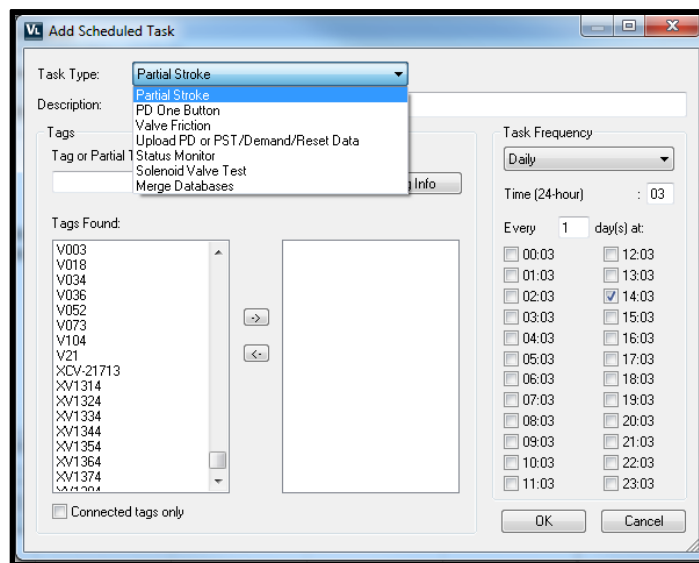 VL Add Scheduled Task
Task Type: Partial Stroke
Partial Stroke
PD One Button
Valve Friction
Upload PD or PST/Demand/Reset Data
Status Monitor
Solenoid Valve Test
Merge Databases
Description:
Tags
Tag or Partial T
Info
Tags Found:
V003
V018
V034
V036
V052
V073
V104
V21
XCV-21713
XV1314
XV1324
XV1334
XV1344
XV1354
XV1364
XV1374
->
<-
Connected tags only
Task Frequency
Daily
Time (24-hour) : 03
Every 1 day(s) at:
00:03 12:03
01:03 13:03
02:03 14:03
03:03 15:03
04:03 16:03
05:03 17:03
06:03 18:03
07:03 19:03
08:03 20:03
09:03 21:03
10:03 22:03
11:03 23:03
OK Cancel